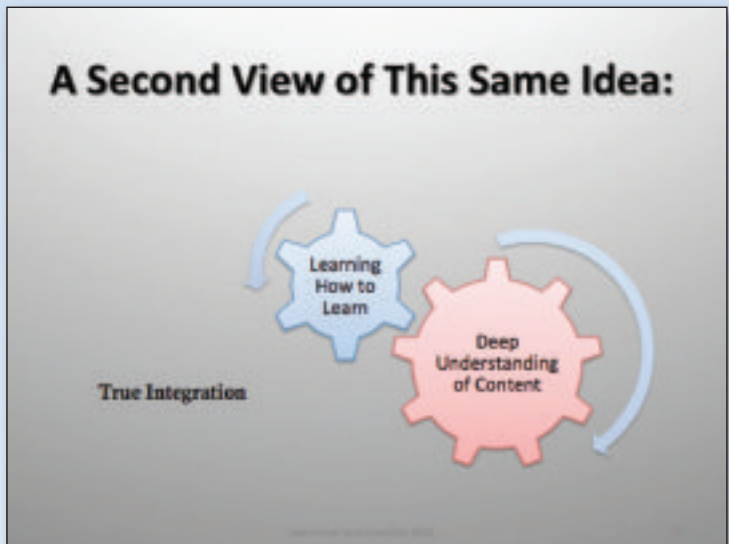 A Second View of This Same Idea:
Learning
How to
Learn
Deep
Understanding
of Content
True Integration